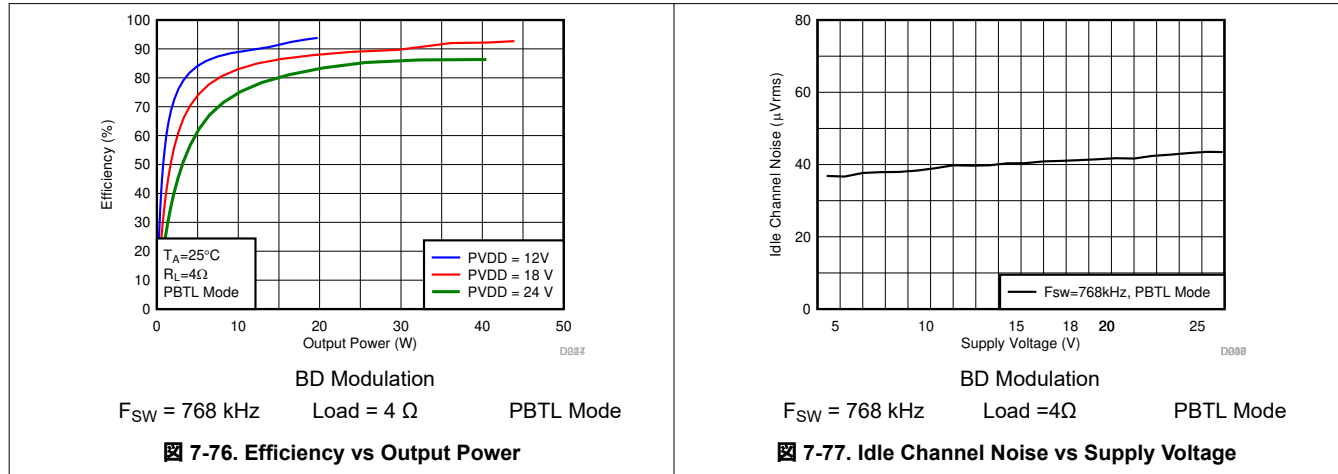 100
90
80
70
60
50
40
30
20
10
0
Efficiency (%)
TA=25°C
RL=4Ω
PBTL Mode
PVDD = 12V
PVDD = 18 V
PVDD = 24 V
0 10 20 30 40 50
Output Power (W)
BD Modulation
FSW = 768 kHz Load = 4 Ω PBTL Mode
図 7-76. Efficiency vs Output Power
80
60
40
20
0
Idle Channel Noise (μVrms)
Fsw=768kHz, PBTL Mode
5 10 15 18 20 25
Supply Voltage (V)
BD Modulation
FSW = 768 kHz Load =4Ω PBTL Mode
図 7-77. Idle Channel Noise vs Supply Voltage